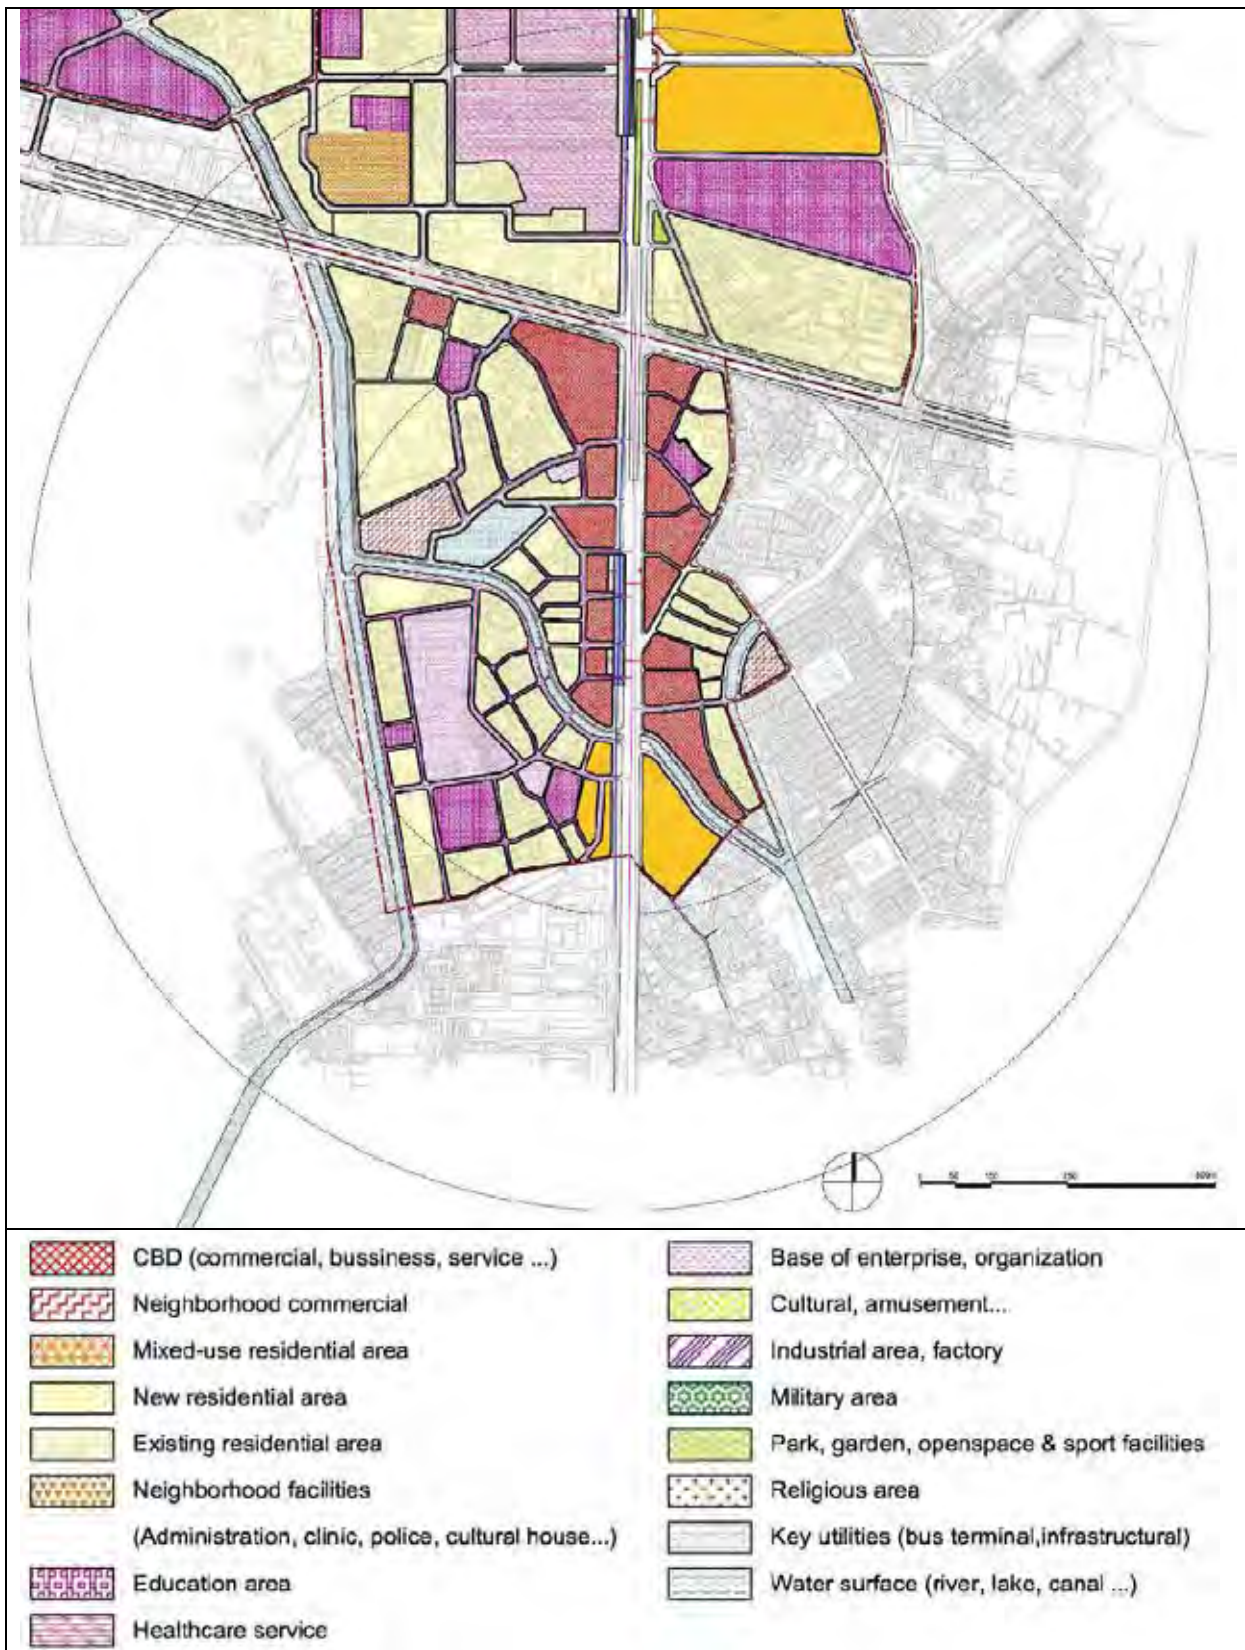 CBD (commercial, bussiness, service ...)
Neighborhood commercial
Mixed-use residential area
New residential area
Existing residential area
Neighborhood facilities
(Administration, clinic, police, cultural house...)
Education area
Healthcare service
Base of enterprise, organization
Cultural, amusement...
Industrial area, factory
Military area
Park, garden, openspace & sport facilities
Religious area
Key utilities (bus terminal,infrastructural)
Water surface (river, lake, canal ...)